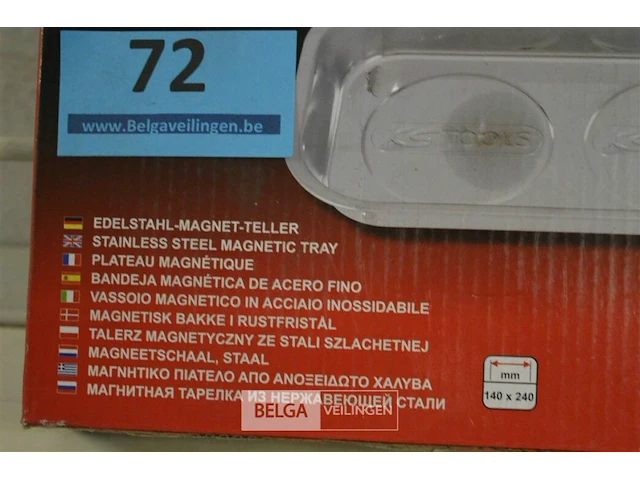 72
www.Belgaveilingen.be
KS TOOLS
KS
EDELSTAHL-MAGNET-TELLER
STAINLESS STEEL MAGNETIC TRAY
PLATEAU MAGNÉTIQUE
BANDEJA MAGNÉTICA DE ACERO FINO
VASSOIO MAGNETICO IN ACCIAIO INOSSIDABILE
MAGNETISK BAKKE I RUSTFRISTÅL
TALERZ MAGNETYCZNY ZE STALI SZLACHETNEJ
MAGNEETSCHAAL, STAAL
ΜΑΓΝΗΤΙΚΟ ΠΙΑΤΕΛΟ ΑΠΟ ΑΝΟΞΕΙΔΩΤΟ ΧΑΛΥΒΑ
МАГНИТНАЯ ТАРЕЛКА ИЗ НЕРЖАВЕЮЩЕЙ СТАЛИ
mm
140 x 240
BELGA VEILINGEN